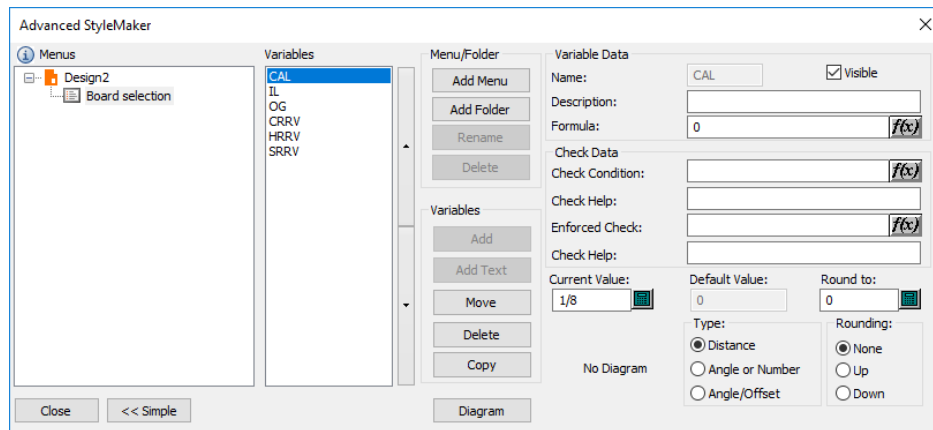 Advanced StyleMaker
Menus
Design2
Board selection
Variables
CAL
IL
OG
CRRV
HRRV
SRRV
Menu/Folder
Add Menu
Add Folder
Rename
Delete
Variables
Add
Add Text
Move
Delete
Copy
Diagram
Variable Data
Name: CAL Visible
Description:
Formula: 0 f(x)
Check Data
Check Condition: f(x)
Check Help:
Enforced Check: f(x)
Check Help:
Current Value: Default Value: Round to:
1/8 0 0
No Diagram
Type:
Distance
Angle or Number
Angle/Offset
Rounding:
None
Up
Down
Close << Simple